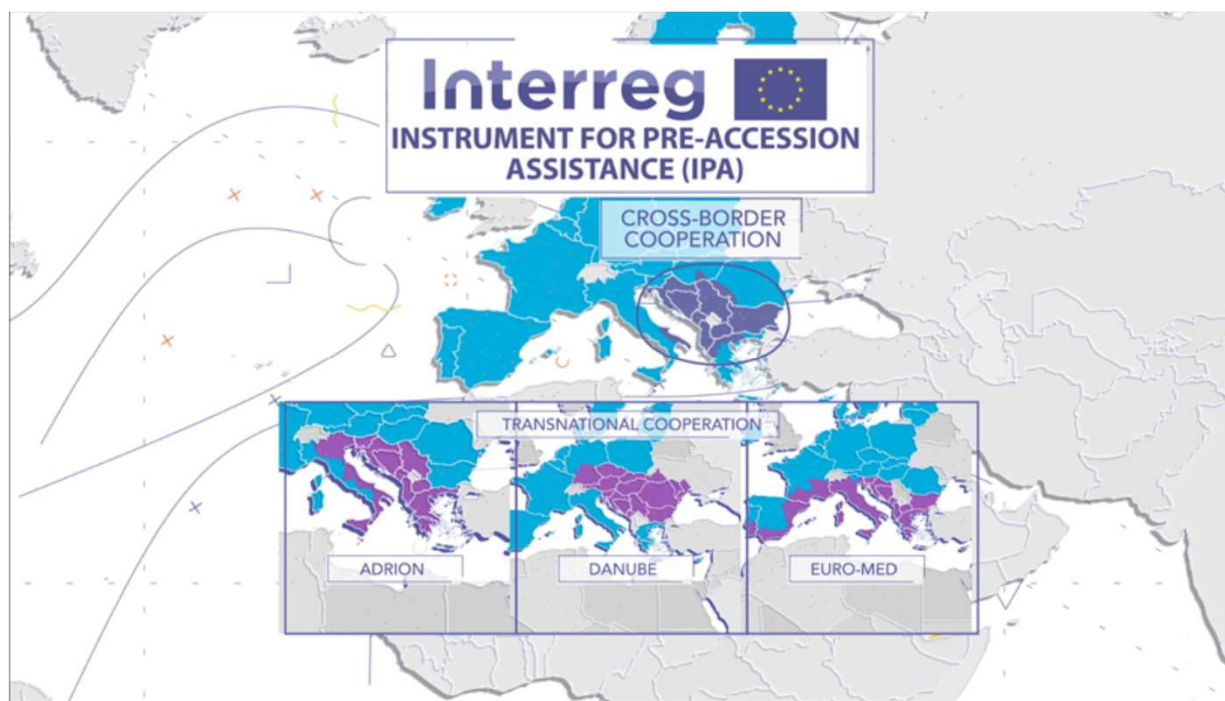 Interreg
INSTRUMENT FOR PRE-ACCESSION
ASSISTANCE (IPA)
CROSS-BORDER
COOPERATION
TRANSNATIONAL COOPERATION
ADRION
DANUBE
EURO-MED